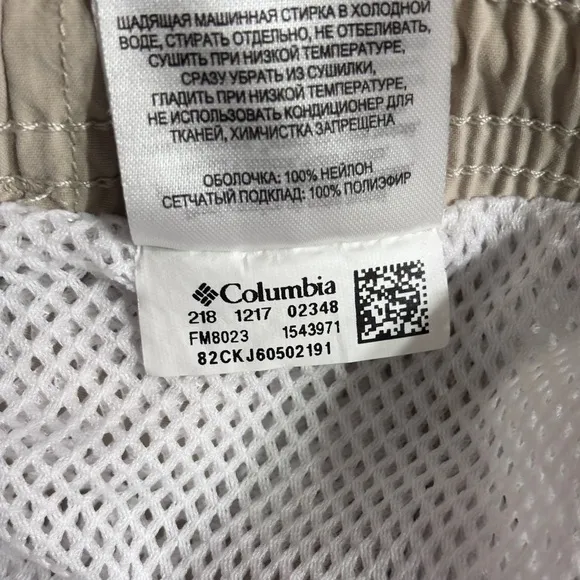 ЩАДЯЩАЯ МАШИННАЯ СТИРКА В ХОЛОДНОЙ
ВОДЕ, СТИРАТЬ ОТДЕЛЬНО, НЕ ОТБЕЛИВАТЬ,
СУШИТЬ ПРИ НИЗКОЙ ТЕМПЕРАТУРЕ,
СРАЗУ УБРАТЬ ИЗ СУШИЛКИ,
ГЛАДИТЬ ПРИ НИЗКОЙ ТЕМПЕРАТУРЕ,
НЕ ИСПОЛЬЗОВАТЬ КОНДИЦИОНЕР ДЛЯ
ТКАНЕЙ, ХИМЧИСТКА ЗАПРЕЩЕНА
ОБОЛОЧКА: 100% НЕЙЛОН
СЕТЧАТЫЙ ПОДКЛАД: 100% ПОЛИЭФИР
Columbia
218 1217 02348
FM8023 1543971
82CKJ60502191